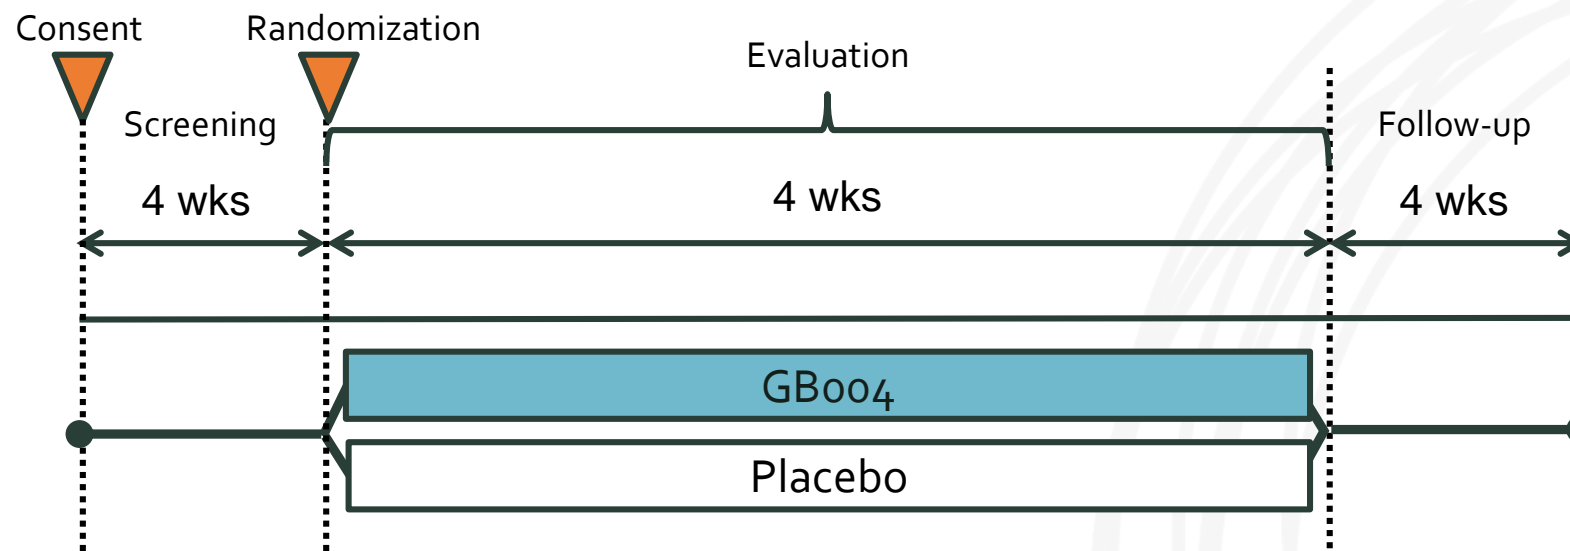 Consent
Randomization
Evaluation
Screening
Follow-up
4 wks
4 wks
4 wks
GB004
Placebo